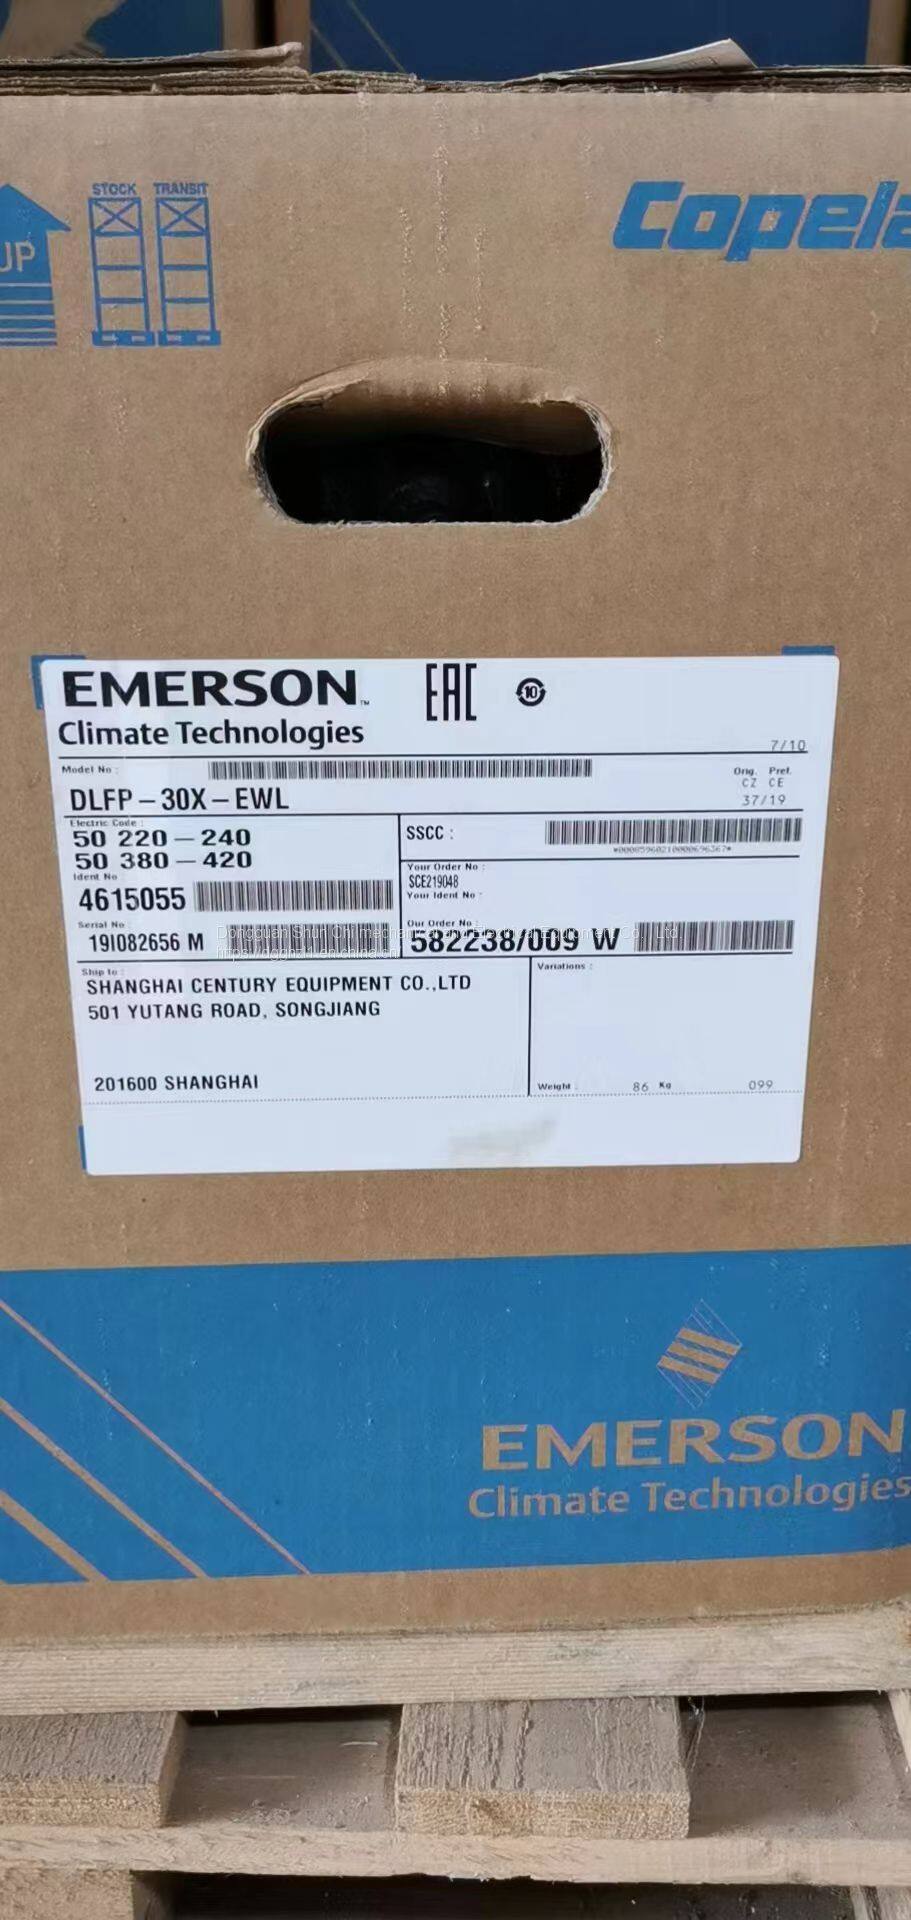 STOCK TRANSIT
UP
Copela
EMERSON™ EAC 10
Climate Technologies
7/10
Model No :
Orig. Pref.
CZ CE
DLFP-30X-EWL
37/19
Electric Code :
50 220-240
50 380-420
SSCC :
Ident No
4615055
Your Order No :
SCE219048
Your Ident No :
Serial No
19I082656 M
Our Order No :
582238/009 W
Ship to :
SHANGHAI CENTURY EQUIPMENT CO.,LTD
501 YUTANG ROAD, SONGJIANG
201600 SHANGHAI
Variations :
Weight : 86 Kg 099
EMERSON
Climate Technologies